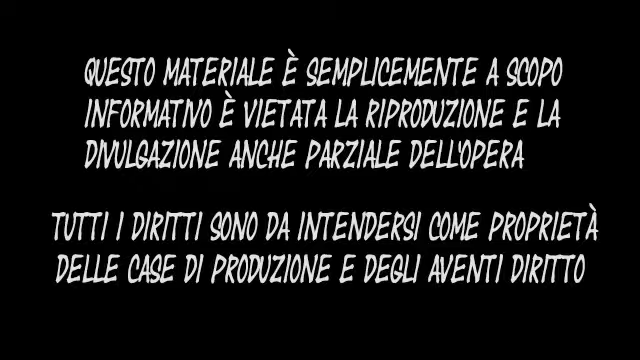 QUESTO MATERIALE È SEMPLICEMENTE A SCOPO
INFORMATIVO È VIETATA LA RIPRODUZIONE E LA
DIVULGAZIONE ANCHE PARZIALE DELL'OPERA
TUTTI I DIRITTI SONO DA INTENDERSI COME PROPRIETÀ
DELLE CASE DI PRODUZIONE E DEGLI AVENTI DIRITTO